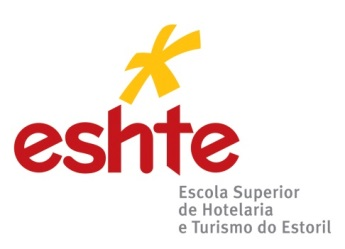 eshte
Escola Superior
de Hotelaria
e Turismo do Estoril